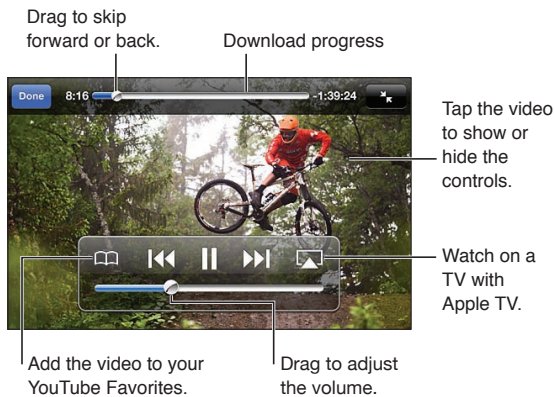 Drag to skip
forward or back.
Download progress
Done
8:16
-1:39:24
Tap the video
to show or
hide the
controls.
Watch on a
TV with
Apple TV.
Add the video to your
YouTube Favorites.
Drag to adjust
the volume.